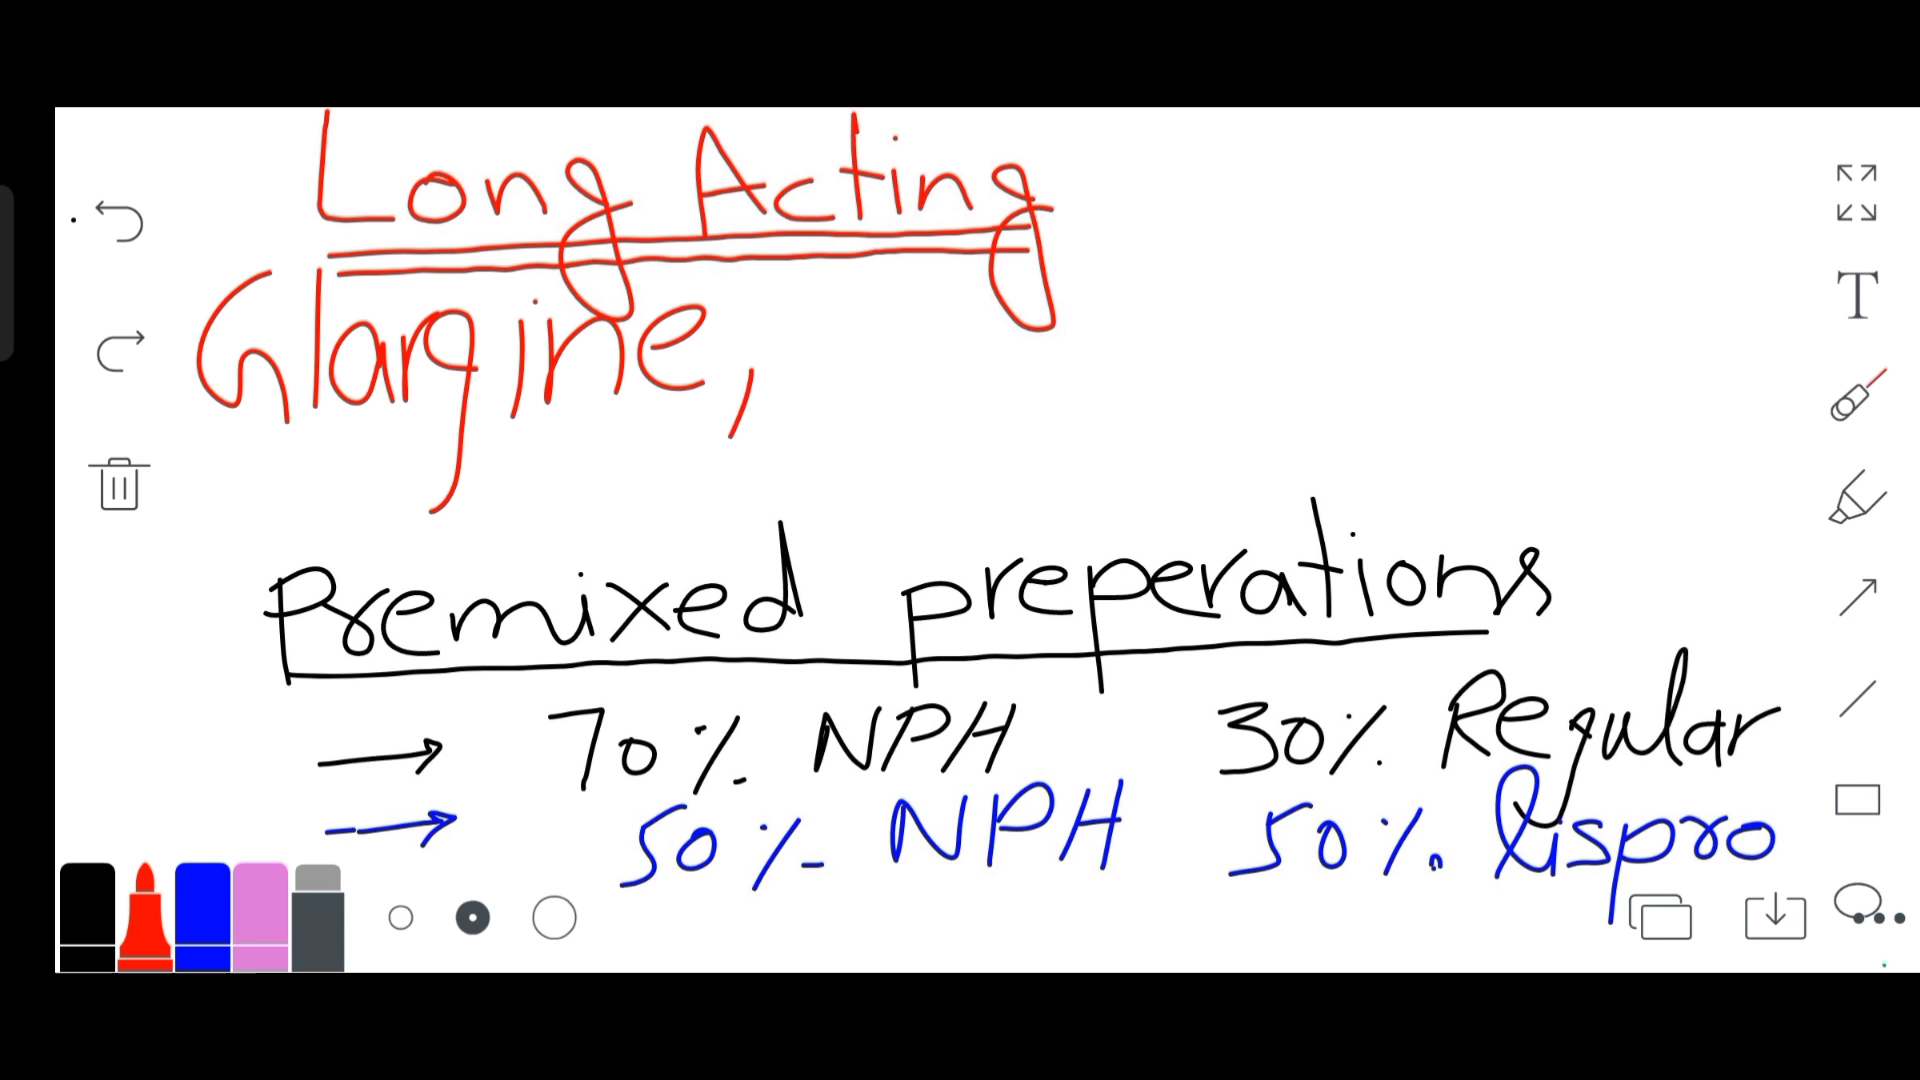 Long Acting
Glargine,
Premixed preperations
→ 70% NPH 30% Regular
→ 50% NPH 50% lispro
T